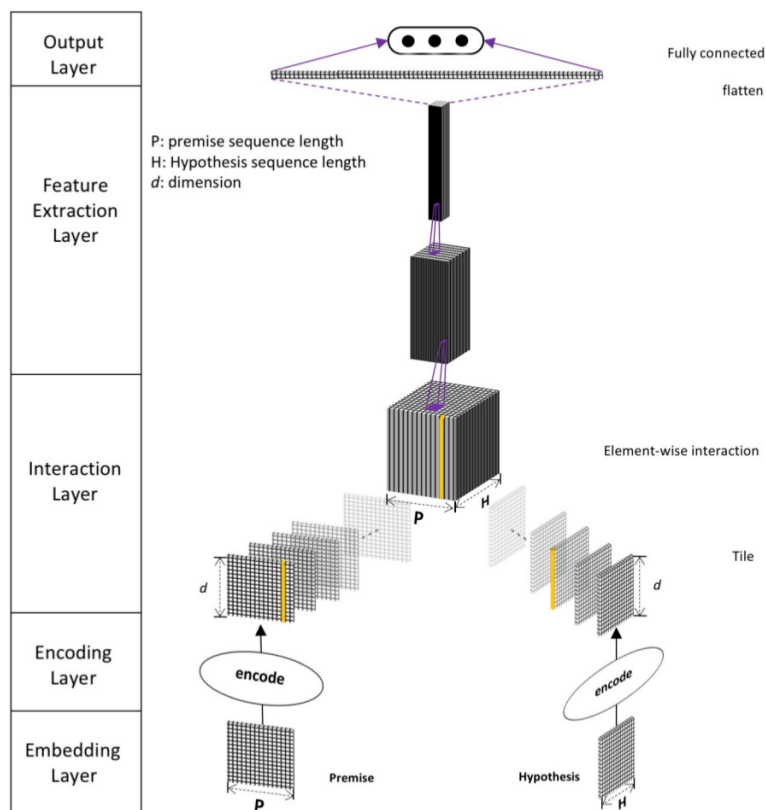 Output
Layer
Fully connected
flatten
P: premise sequence length
H: Hypothesis sequence length
d: dimension
Feature
Extraction
Layer
Interaction
Layer
Element-wise interaction
P
H
Tile
d
d
Encoding
Layer
encode
encode
Embedding
Layer
Premise
Hypothesis
P
H